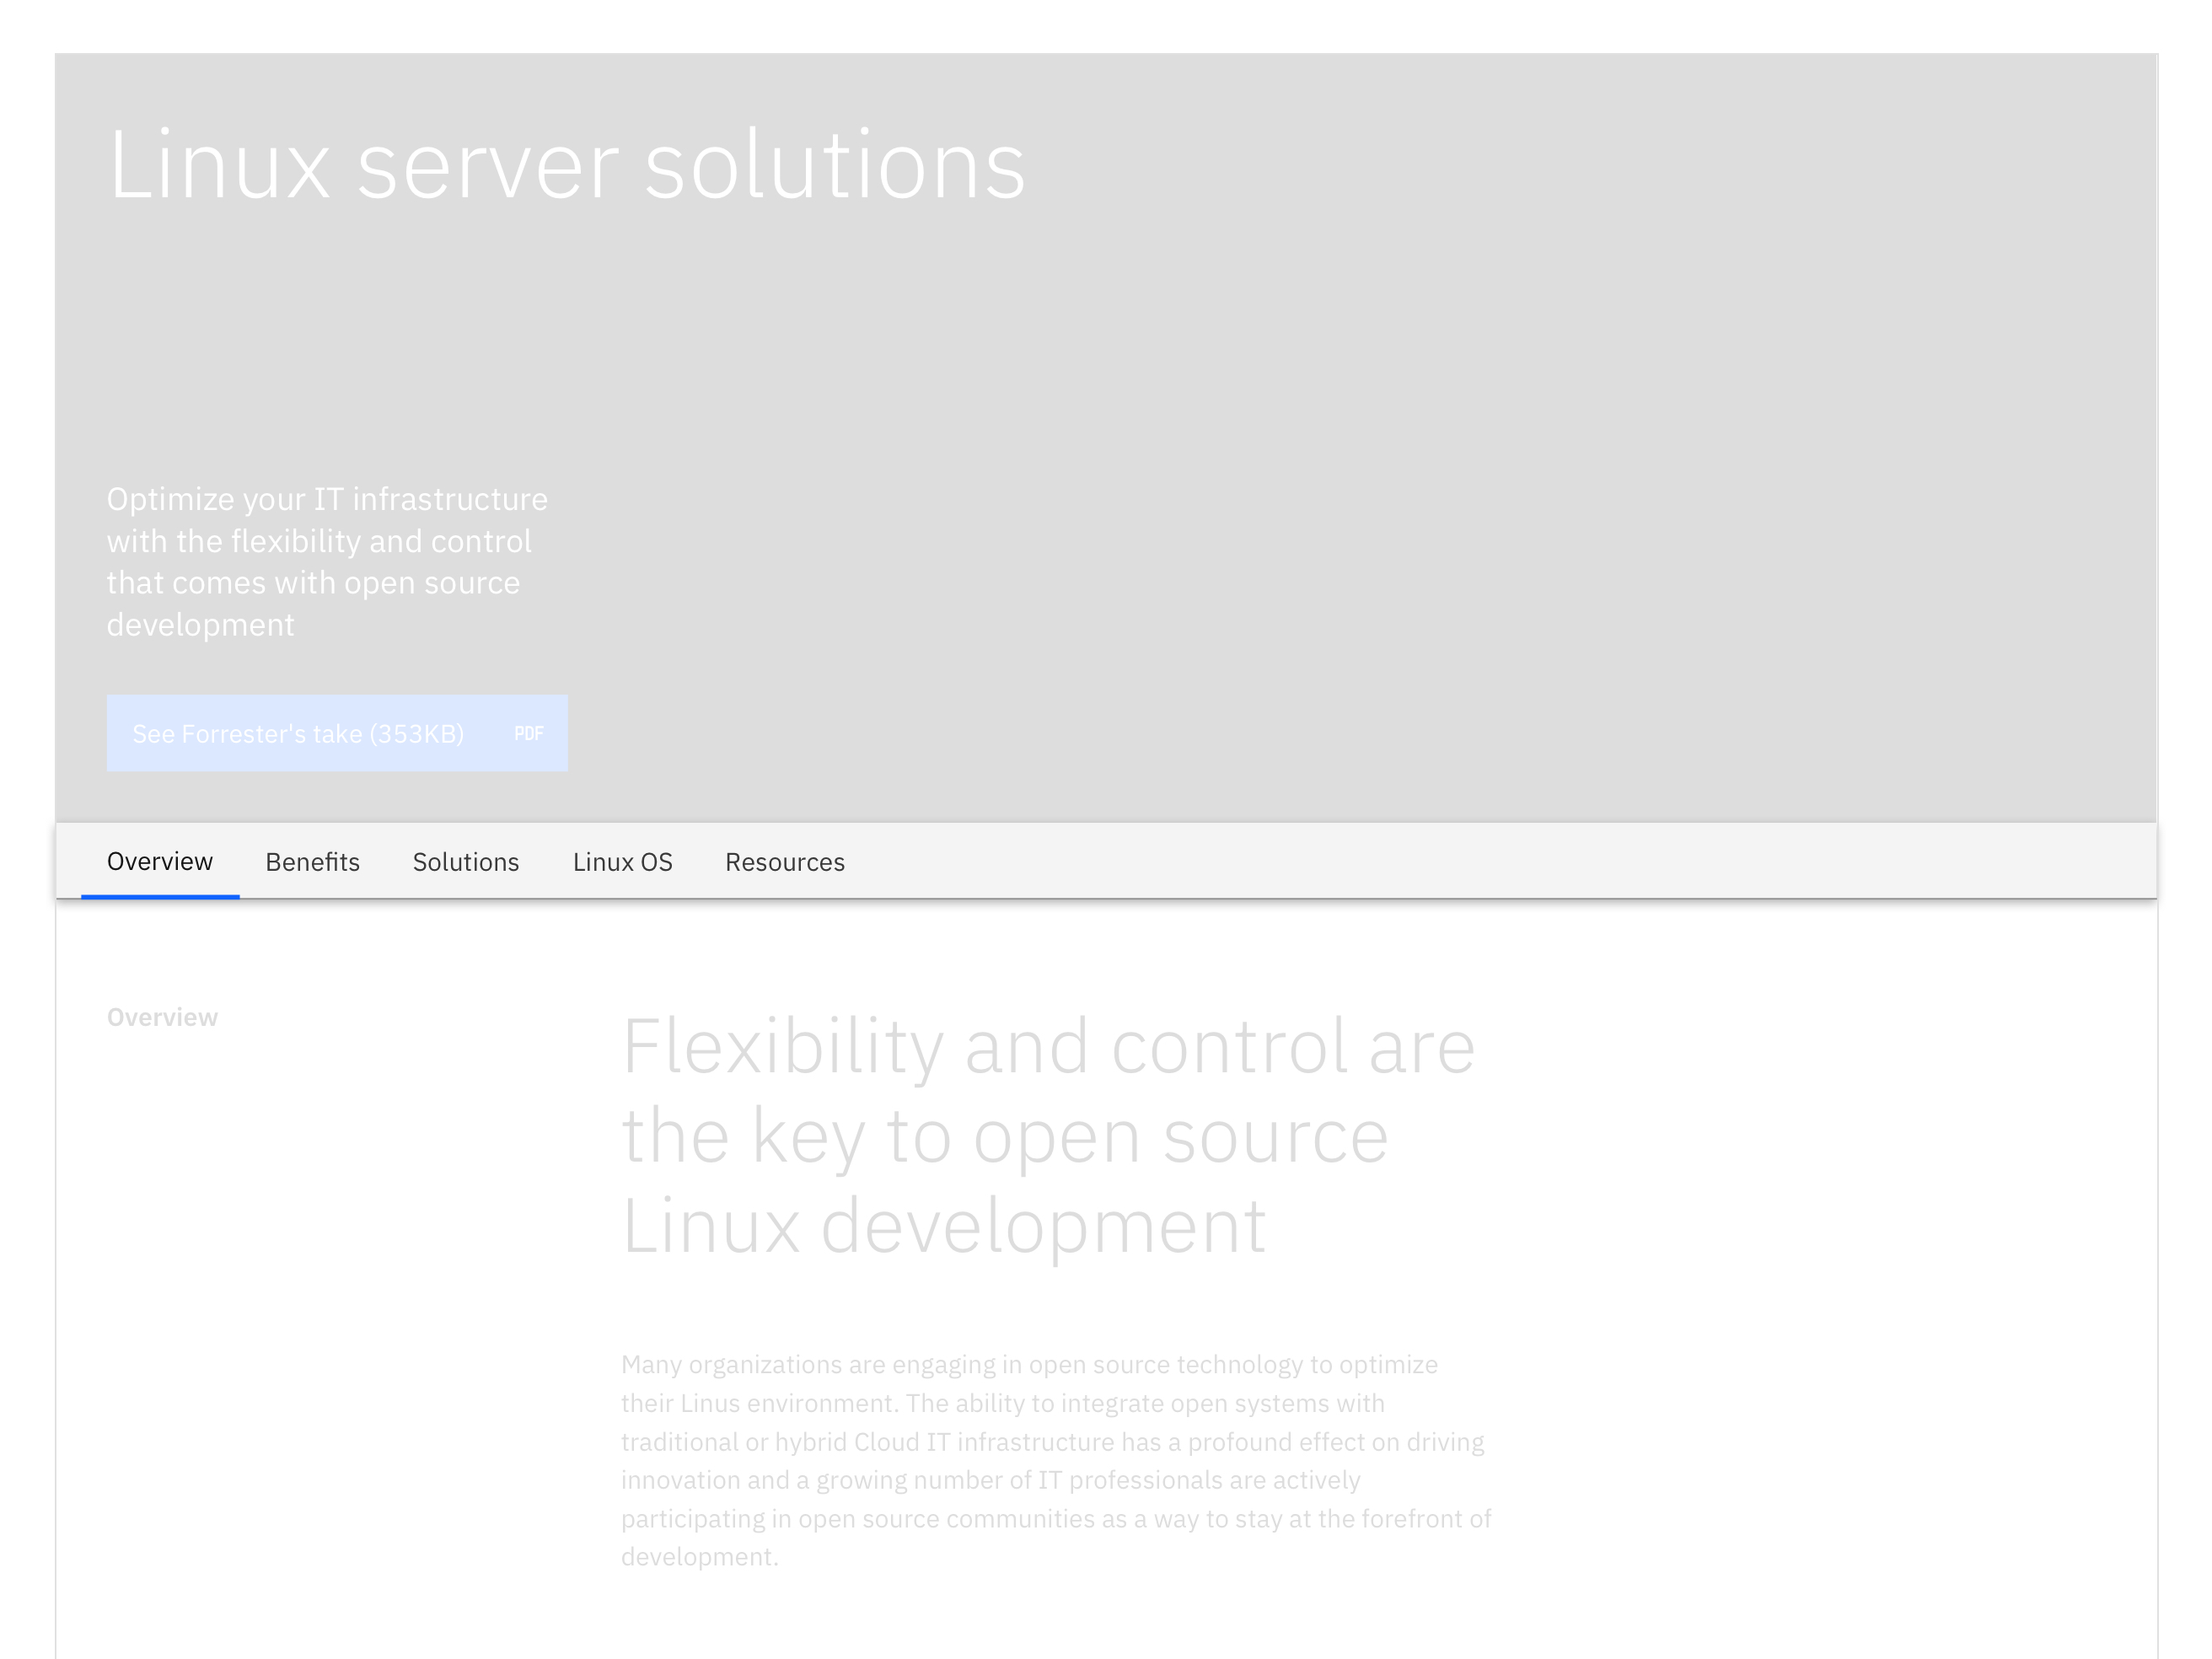 Linux server solutions
Optimize your IT infrastructure
with the flexibility and control
that comes with open source
development
See Forrester's take (353KB) PDF
Overview Benefits Solutions Linux OS Resources
Overview
Flexibility and control are
the key to open source
Linux development
Many organizations are engaging in open source technology to optimize
their Linus environment. The ability to integrate open systems with
traditional or hybrid Cloud IT infrastructure has a profound effect on driving
innovation and a growing number of IT professionals are actively
participating in open source communities as a way to stay at the forefront of
development.